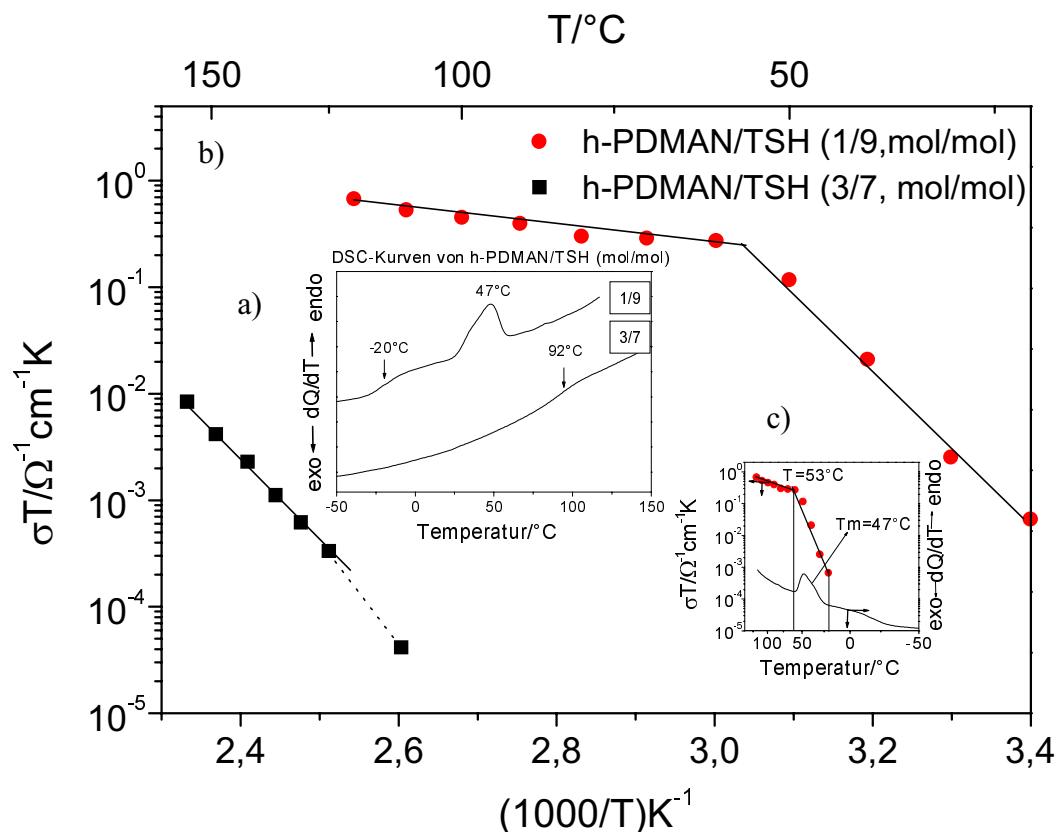 T/°C
150
100
50
b)
h-PDMAN/TSH (1/9,mol/mol)
h-PDMAN/TSH (3/7, mol/mol)
10⁰
10⁻¹
10⁻²
10⁻³
10⁻⁴
10⁻⁵
σT/Ω⁻¹cm⁻¹K
a)
DSC-Kurven von h-PDMAN/TSH (mol/mol)
47°C
1/9
3/7
-20°C
92°C
exo dQ/dT endo
-50
0
50
100
150
Temperatur/°C
c)
10⁰
10⁻¹
10⁻²
10⁻³
10⁻⁴
10⁻⁵
σT/Ω⁻¹cm⁻¹K
T=53°C
Tm=47°C
exo dQ/dT endo
100
50
0
-50
Temperatur/°C
2,4
2,6
2,8
3,0
3,2
3,4
(1000/T)K⁻¹